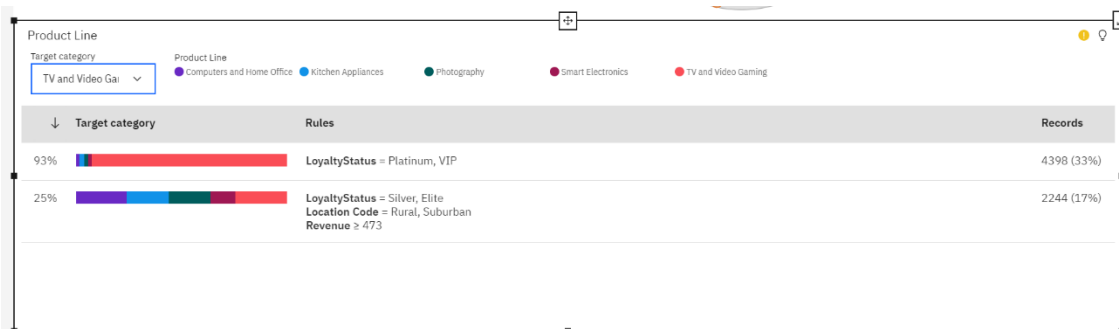 Product Line
Target category
TV and Video Gai
Product Line
Computers and Home Office Kitchen Appliances Photography Smart Electronics TV and Video Gaming
Target category Rules Records
93% LoyaltyStatus = Platinum, VIP 4398 (33%)
25% LoyaltyStatus = Silver, Elite 2244 (17%)
Location Code = Rural, Suburban
Revenue ≥ 473